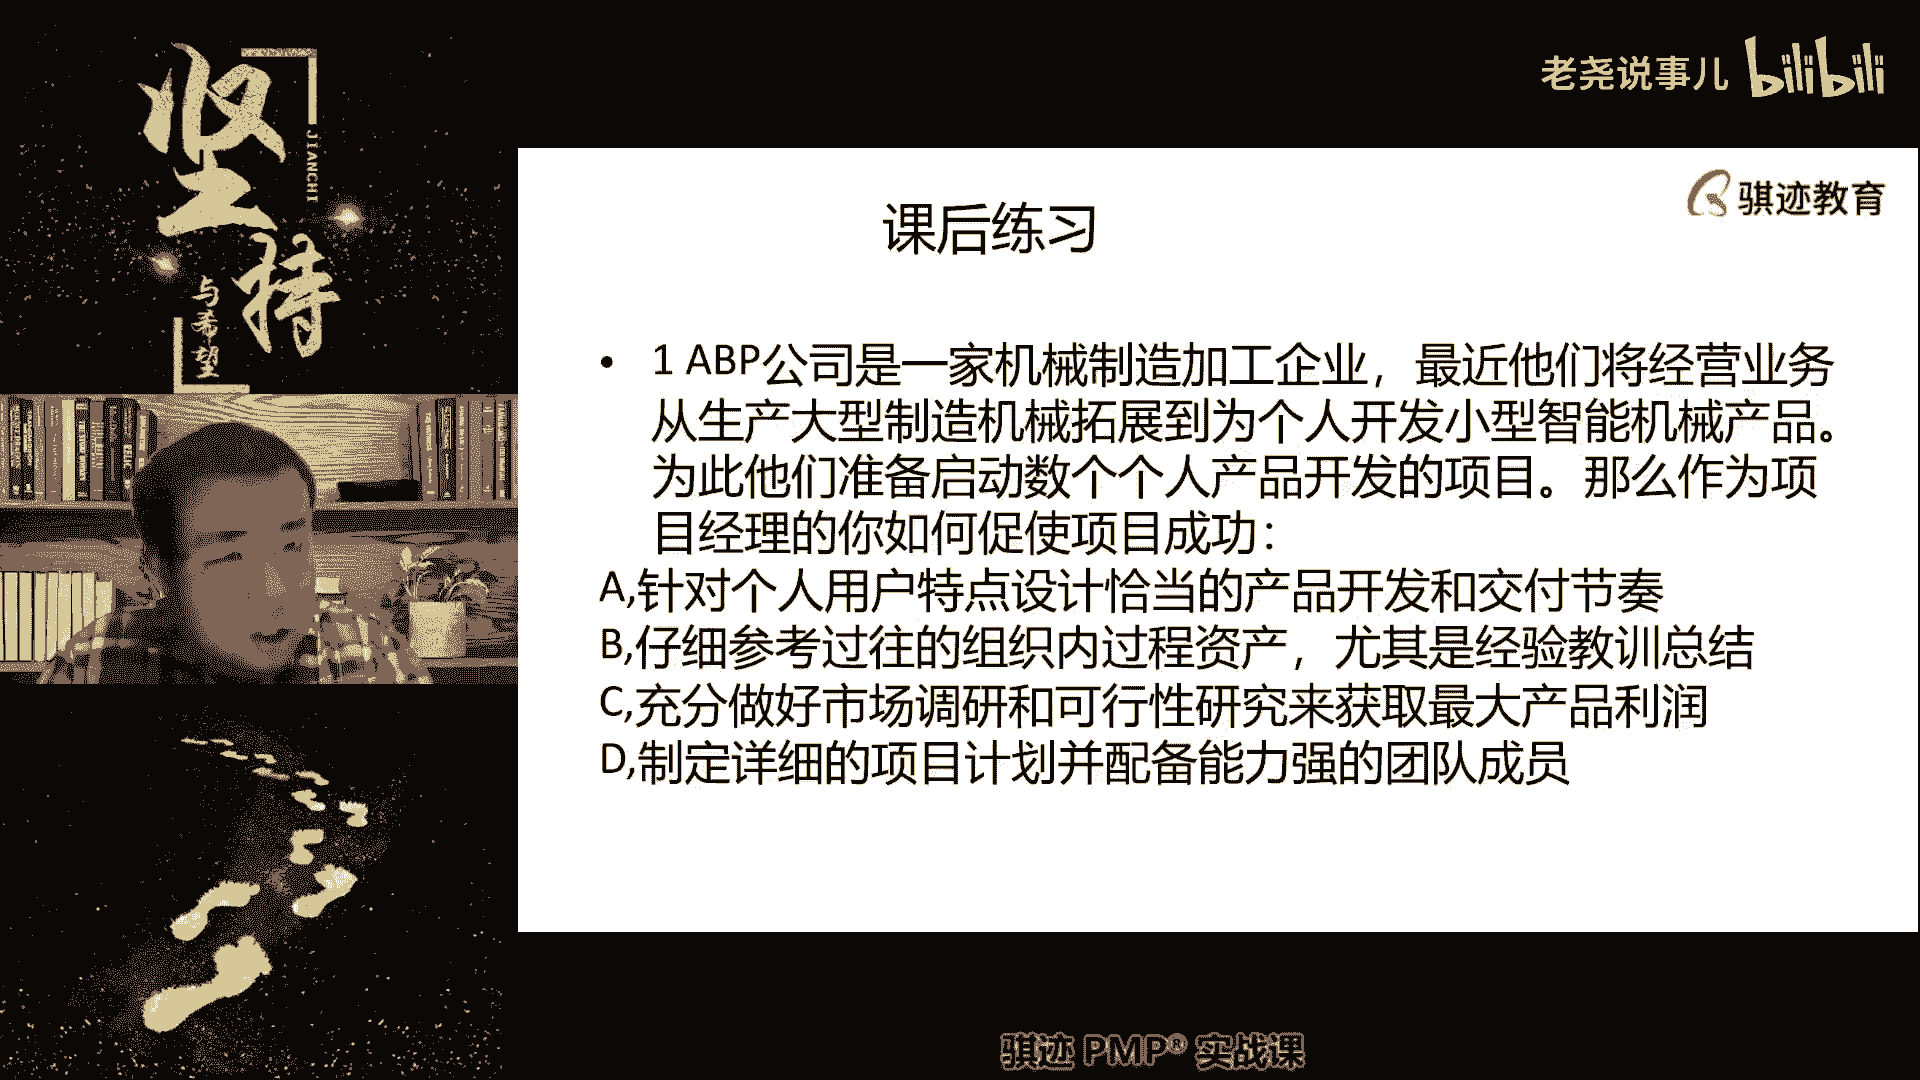 坚持
JIANCHI
与希望
老尧说事儿 bilibili
骐迹教育
课后练习
• 1 ABP公司是一家机械制造加工企业，最近他们将经营业务
从生产大型制造机械拓展到为个人开发小型智能机械产品。
为此他们准备启动数个个人产品开发的项目。那么作为项
目经理的你如何促使项目成功：
A,针对个人用户特点设计恰当的产品开发和交付节奏
B,仔细参考过往的组织内过程资产，尤其是经验教训总结
C,充分做好市场调研和可行性研究来获取最大产品利润
D,制定详细的项目计划并配备能力强的团队成员
骐迹 PMP® 实战课